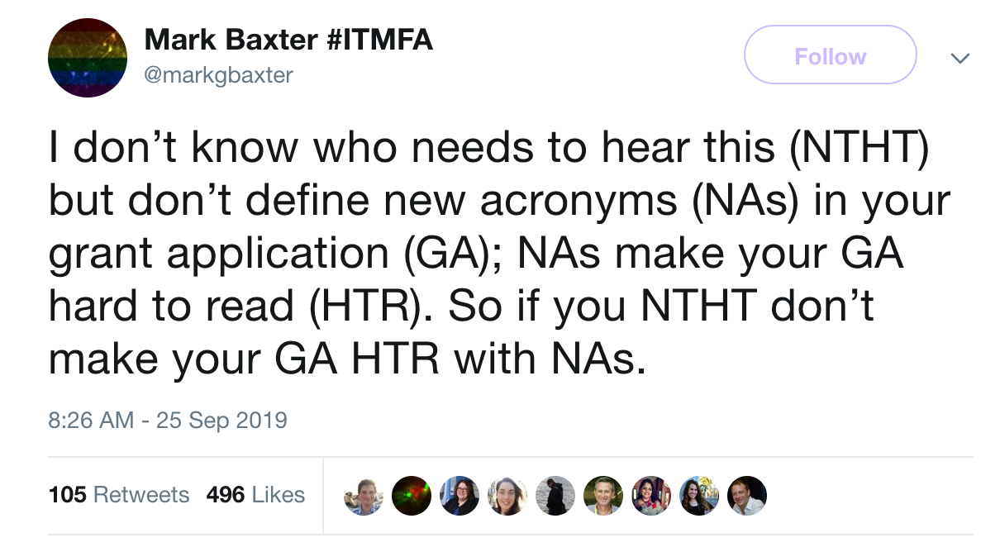 Mark Baxter #ITMFA
@markgbaxter
Follow
I don’t know who needs to hear this (NTHT)
but don’t define new acronyms (NAs) in your
grant application (GA); NAs make your GA
hard to read (HTR). So if you NTHT don’t
make your GA HTR with NAs.
8:26 AM - 25 Sep 2019
105 Retweets 496 Likes